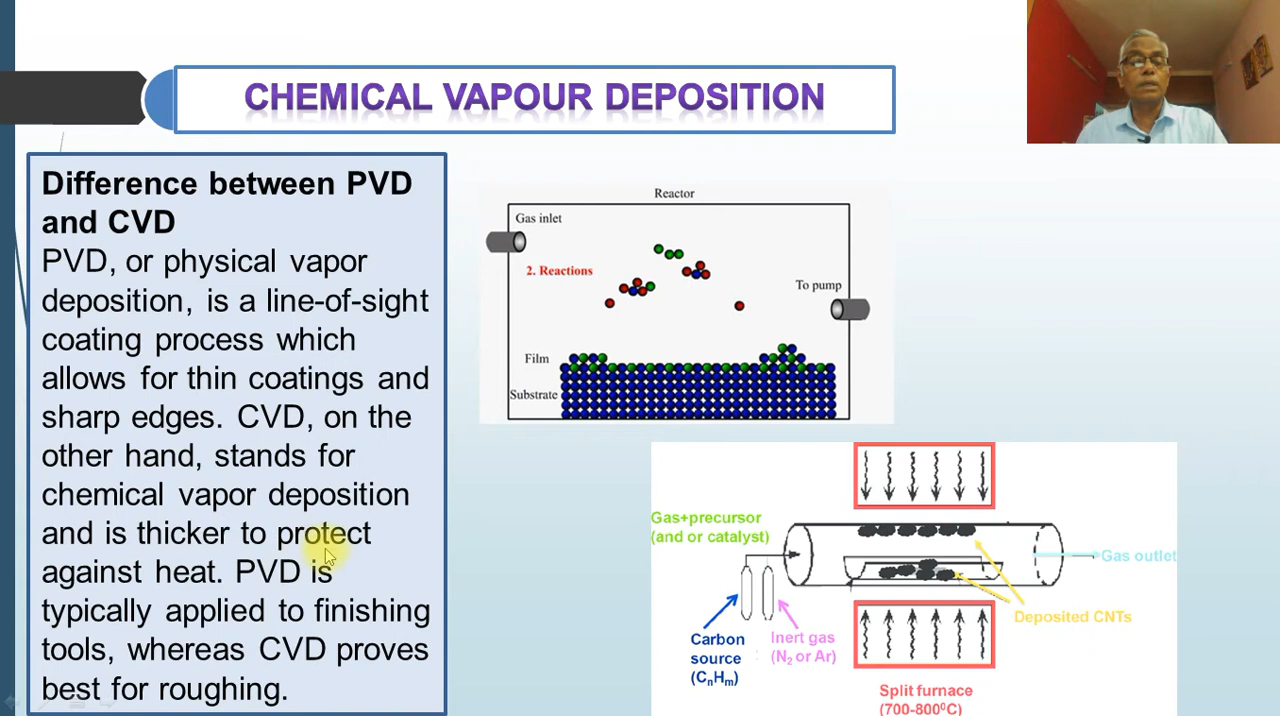 CHEMICAL VAPOUR DEPOSITION
Difference between PVD
and CVD
PVD, or physical vapor
deposition, is a line-of-sight
coating process which
allows for thin coatings and
sharp edges. CVD, on the
other hand, stands for
chemical vapor deposition
and is thicker to protect
against heat. PVD is
typically applied to finishing
tools, whereas CVD proves
best for roughing.
Reactor
Gas inlet
2. Reactions
To pump
Film
Substrate
Gas+precursor
(and or catalyst)
Gas outlet
Deposited CNTs
Carbon
source
(CₙHₘ)
Inert gas
(N₂ or Ar)
Split furnace
(700-800⁰C)